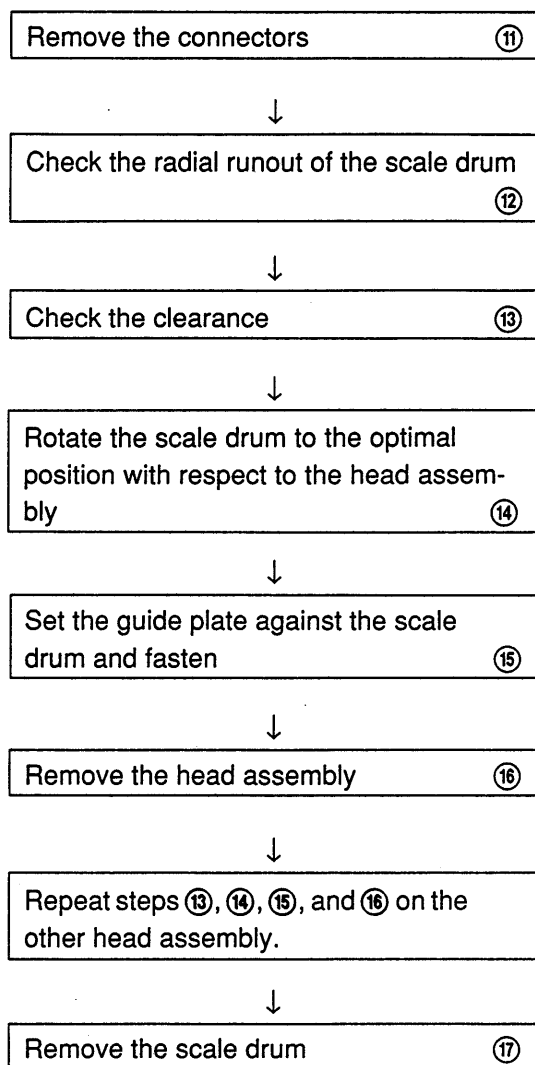 Remove the connectors ⑪
↓
Check the radial runout of the scale drum
⑫
↓
Check the clearance ⑬
↓
Rotate the scale drum to the optimal
position with respect to the head assem-
bly ⑭
↓
Set the guide plate against the scale
drum and fasten ⑮
↓
Remove the head assembly ⑯
↓
Repeat steps ⑬, ⑭, ⑮, and ⑯ on the
other head assembly.
↓
Remove the scale drum ⑰